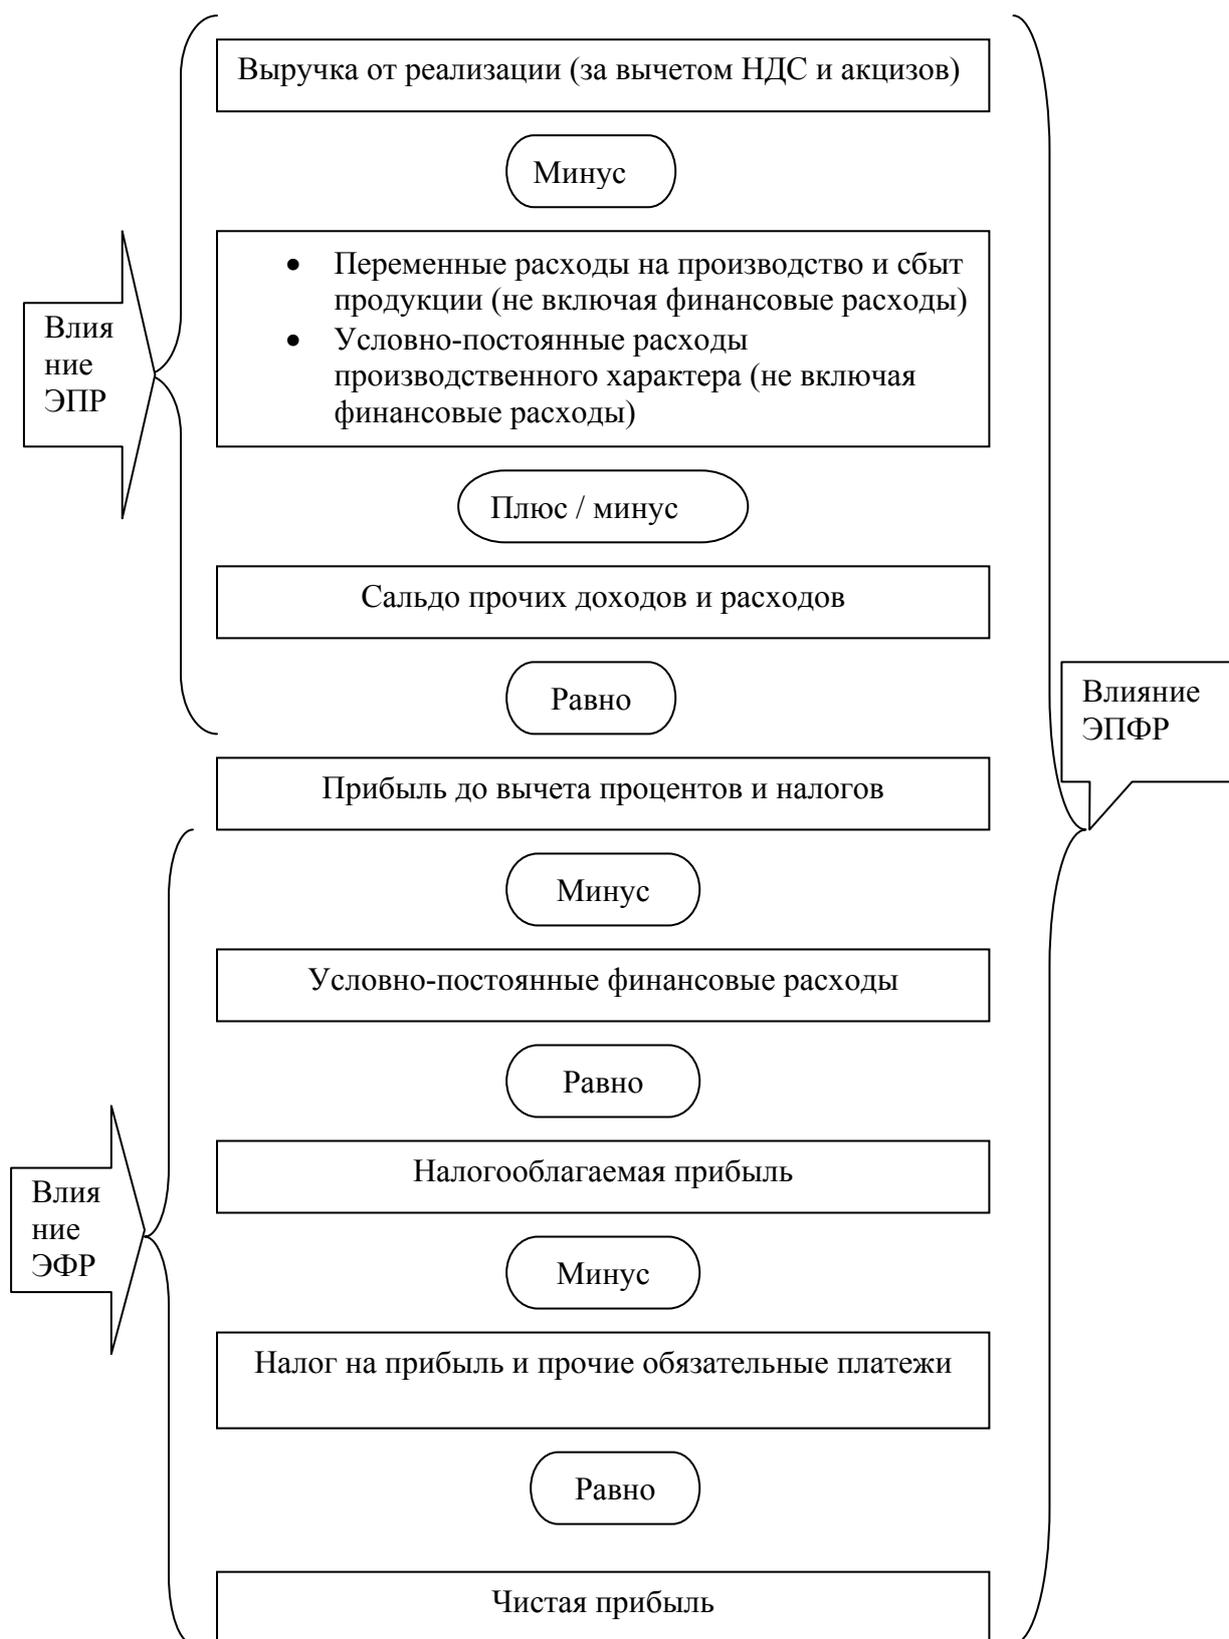 Выручка от реализации (за вычетом НДС и акцизов)
Минус
• Переменные расходы на производство и сбыт
продукции (не включая финансовые расходы)
• Условно-постоянные расходы
производственного характера (не включая
финансовые расходы)
Влия
ние
ЭПР
Плюс / минус
Сальдо прочих доходов и расходов
Равно
Влияние
ЭПФР
Прибыль до вычета процентов и налогов
Минус
Условно-постоянные финансовые расходы
Равно
Налогооблагаемая прибыль
Влия
ние
ЭФР
Минус
Налог на прибыль и прочие обязательные платежи
Равно
Чистая прибыль